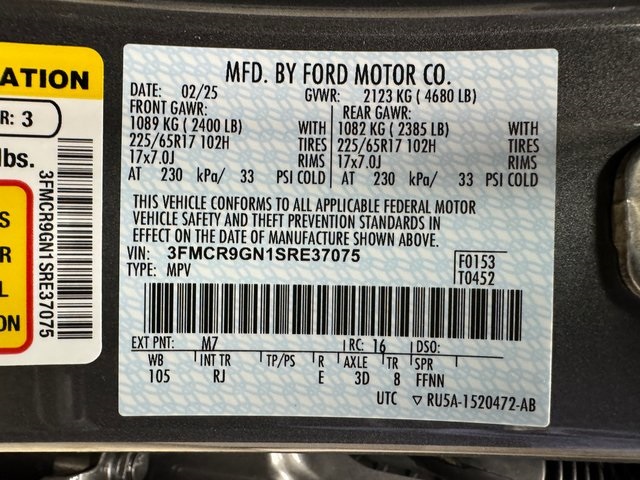 ATION
R: 3
lbs.
S
R
L
ON
3FMCR9GN1SRE37075
MFD. BY FORD MOTOR CO.
DATE: 02/25 GVWR: 2123 KG ( 4680 LB)
FRONT GAWR: REAR GAWR:
1089 KG ( 2400 LB) WITH 1082 KG ( 2385 LB) WITH
225/65R17 102H TIRES 225/65R17 102H TIRES
17x7.0J RIMS 17x7.0J RIMS
AT 230 kPa/ 33 PSI COLD AT 230 kPa/ 33 PSI COLD
THIS VEHICLE CONFORMS TO ALL APPLICABLE FEDERAL MOTOR
VEHICLE SAFETY AND THEFT PREVENTION STANDARDS IN
EFFECT ON THE DATE OF MANUFACTURE SHOWN ABOVE.
VIN: 3FMCR9GN1SRE37075 F0153
TYPE: MPV T0452
EXT PNT: M7 RC: 16 DSO:
WB INT TR TP/PS R AXLE TR SPR
105 RJ E 3D 8 FFNN
UTC ▽ RU5A-1520472-AB